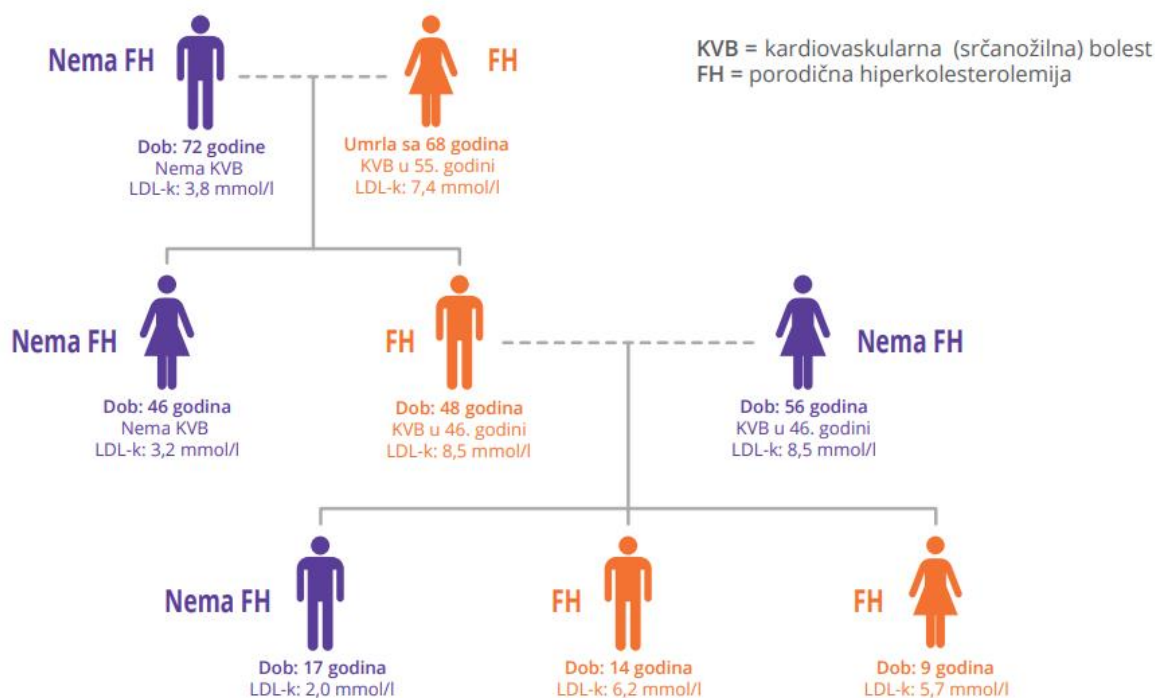 Nema FH
FH
KVB = kardiovaskularna (srčanožilna) bolest
FH = porodična hiperkolesterolemija
Dob: 72 godine
Nema KVB
LDL-k: 3,8 mmol/l
Umrla sa 68 godina
KVB u 55. godini
LDL-k: 7,4 mmol/l
Nema FH
FH
Nema FH
Dob: 46 godina
Nema KVB
LDL-k: 3,2 mmol/l
Dob: 48 godina
KVB u 46. godini
LDL-k: 8,5 mmol/l
Dob: 56 godina
KVB u 46. godini
LDL-k: 8,5 mmol/l
Nema FH
FH
FH
Dob: 17 godina
LDL-k: 2,0 mmol/l
Dob: 14 godina
LDL-k: 6,2 mmol/l
Dob: 9 godina
LDL-k: 5,7 mmol/l